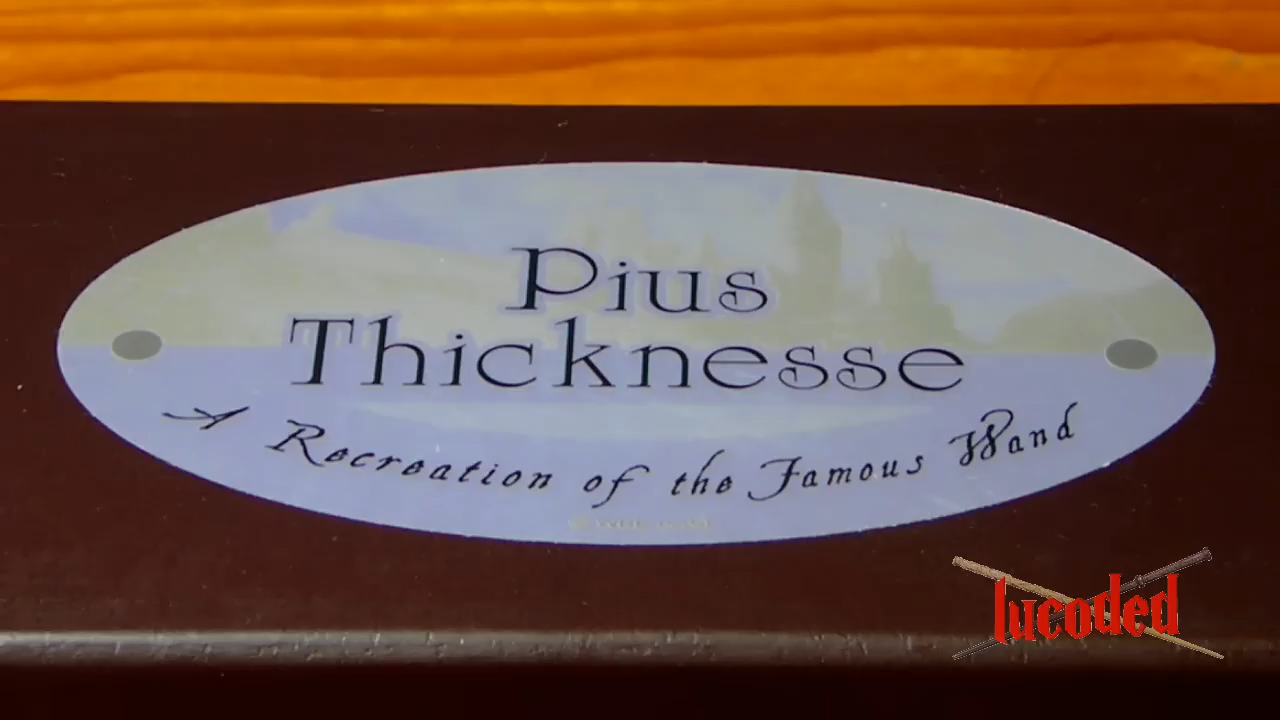 Pius
Thicknesse
A Recreation of the Famous Wand
lucoded